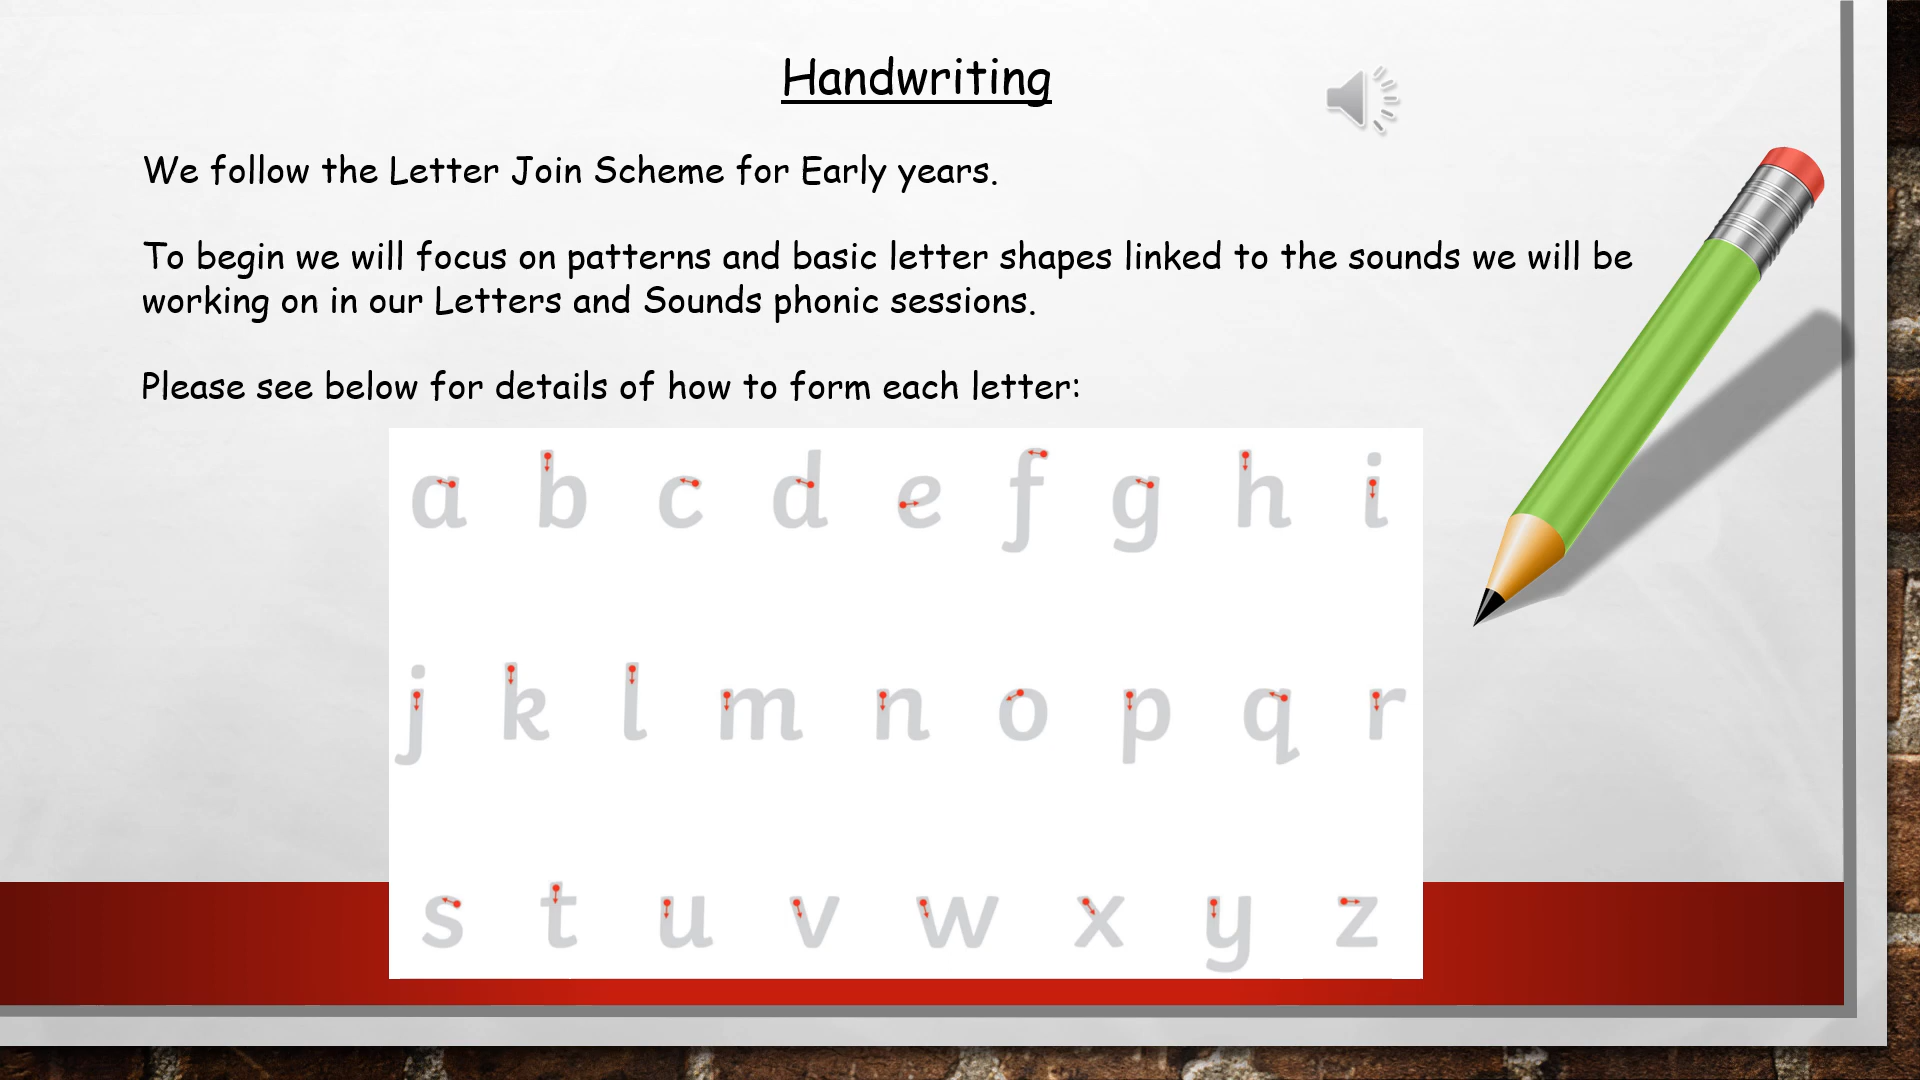 Handwriting
We follow the Letter Join Scheme for Early years.
To begin we will focus on patterns and basic letter shapes linked to the sounds we will be
working on in our Letters and Sounds phonic sessions.
Please see below for details of how to form each letter:
a b c d e f g h i
j k l m n o p q r
s t u v w x y z